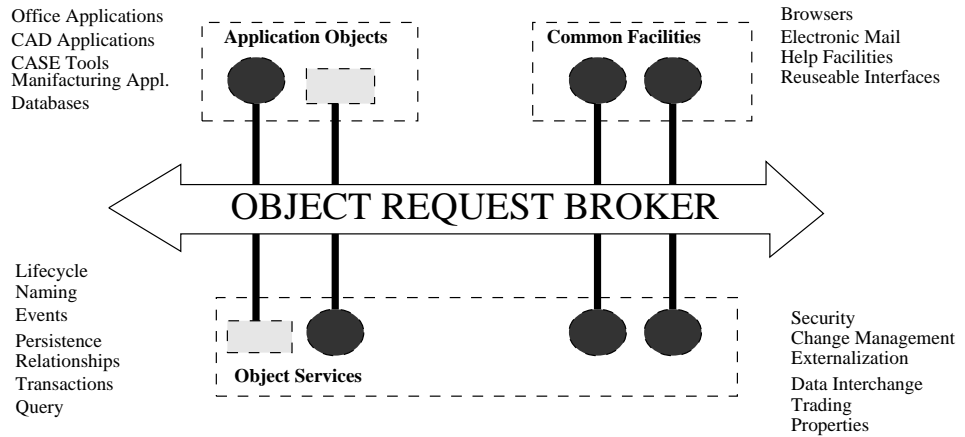 Office Applications
CAD Applications
CASE Tools
Manifacturing Appl.
Databases
Application Objects
Common Facilities
Browsers
Electronic Mail
Help Facilities
Reuseable Interfaces
OBJECT REQUEST BROKER
Lifecycle
Naming
Events
Persistence
Relationships
Transactions
Query
Object Services
Security
Change Management
Externalization
Data Interchange
Trading
Properties